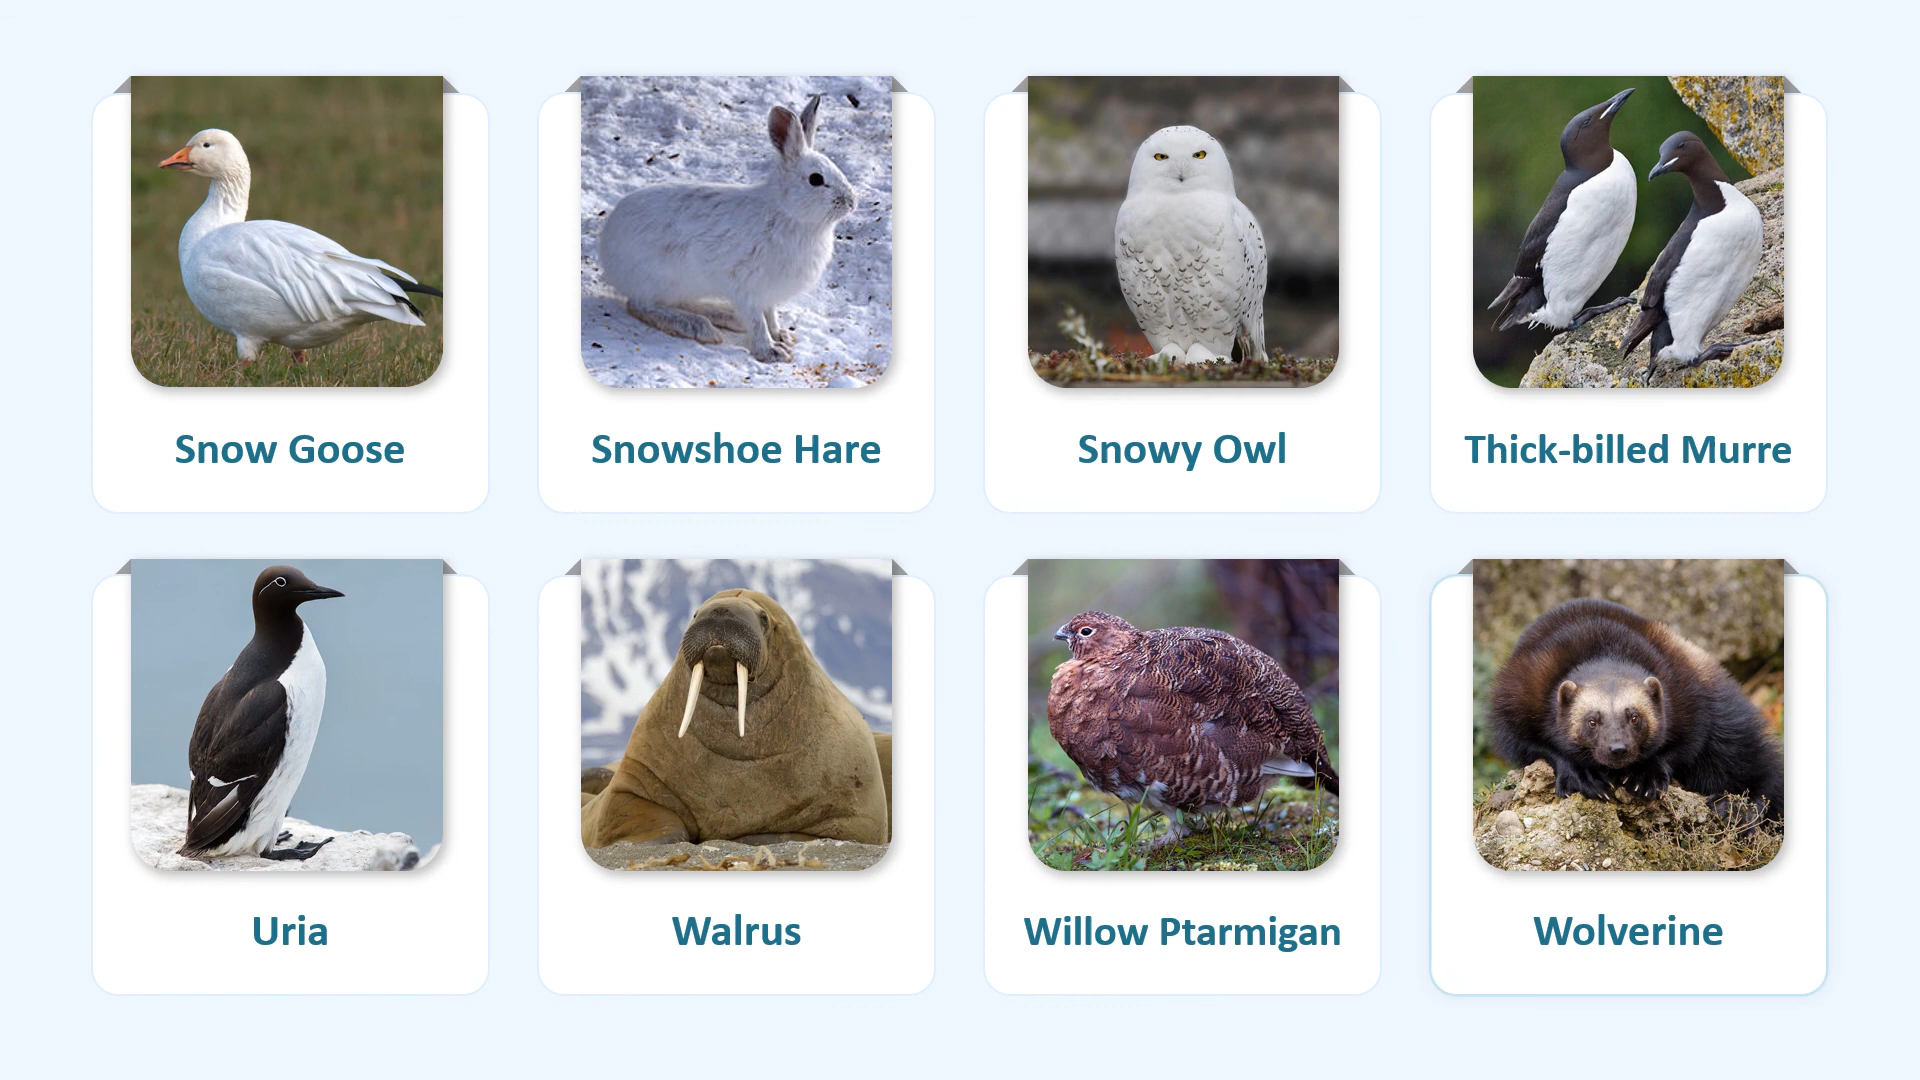 Snow Goose
Snowshoe Hare
Snowy Owl
Thick-billed Murre
Uria
Walrus
Willow Ptarmigan
Wolverine